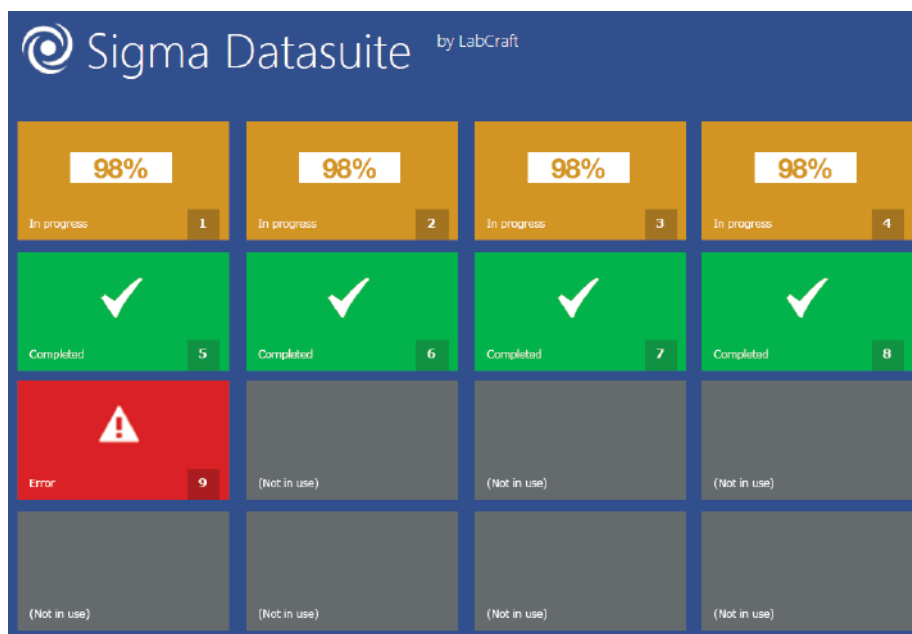 Sigma Datasuite by LabCraft
98% 98% 98% 98%
In progress 1 In progress 2 In progress 3 In progress 4
Completed 5 Completed 6 Completed 7 Completed 8
Error 9 (Not in use) (Not in use) (Not in use)
(Not in use) (Not in use) (Not in use) (Not in use)